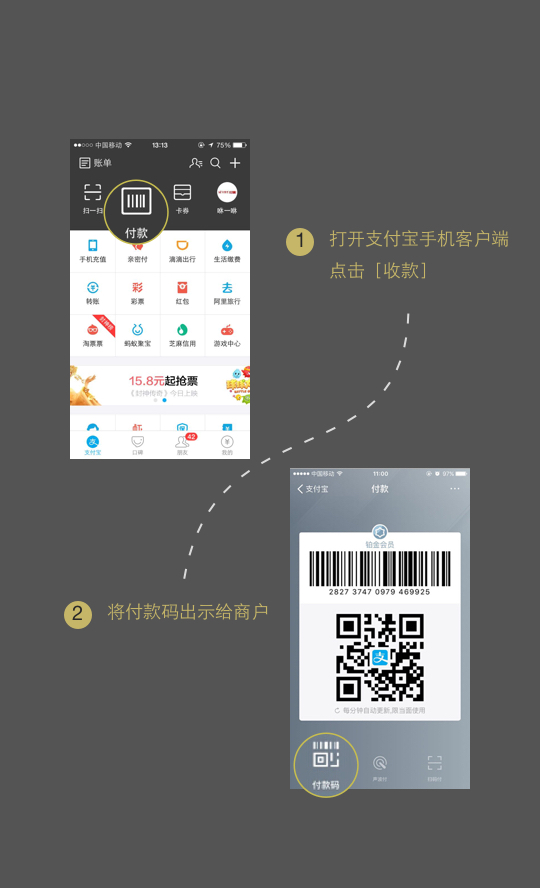 中国移动 13:13 75%
账单
扫一扫 付款 卡券 咻一咻
手机充值 亲密付 滴滴出行 生活缴费
转账 彩票 红包 阿里旅行
淘票票 蚂蚁聚宝 芝麻信用 游戏中心
15.8元起抢票
《封神传奇》今日上映
42
支付宝 口碑 朋友 我的
1 打开支付宝手机客户端
点击［收款］
2 将付款码出示给商户
中国移动 11:00 97%
支付宝 付款
铂金会员
2827 3747 0979 469925
每分钟自动更新,限当面使用
付款码 声波付 扫码付